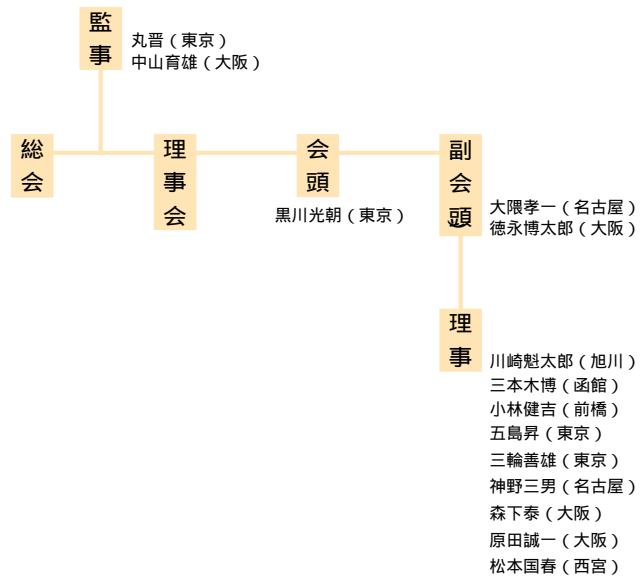 監事
丸晋（東京）
中山育雄（大阪）
総会
理事会
会頭
黒川光朝（東京）
副会頭
大隈孝一（名古屋）
徳永博太郎（大阪）
理事
川崎魁太郎（旭川）
三本木博（函館）
小林健吉（前橋）
五島昇（東京）
三輪善雄（東京）
神野三男（名古屋）
森下泰（大阪）
原田誠一（大阪）
松本国春（西宮）